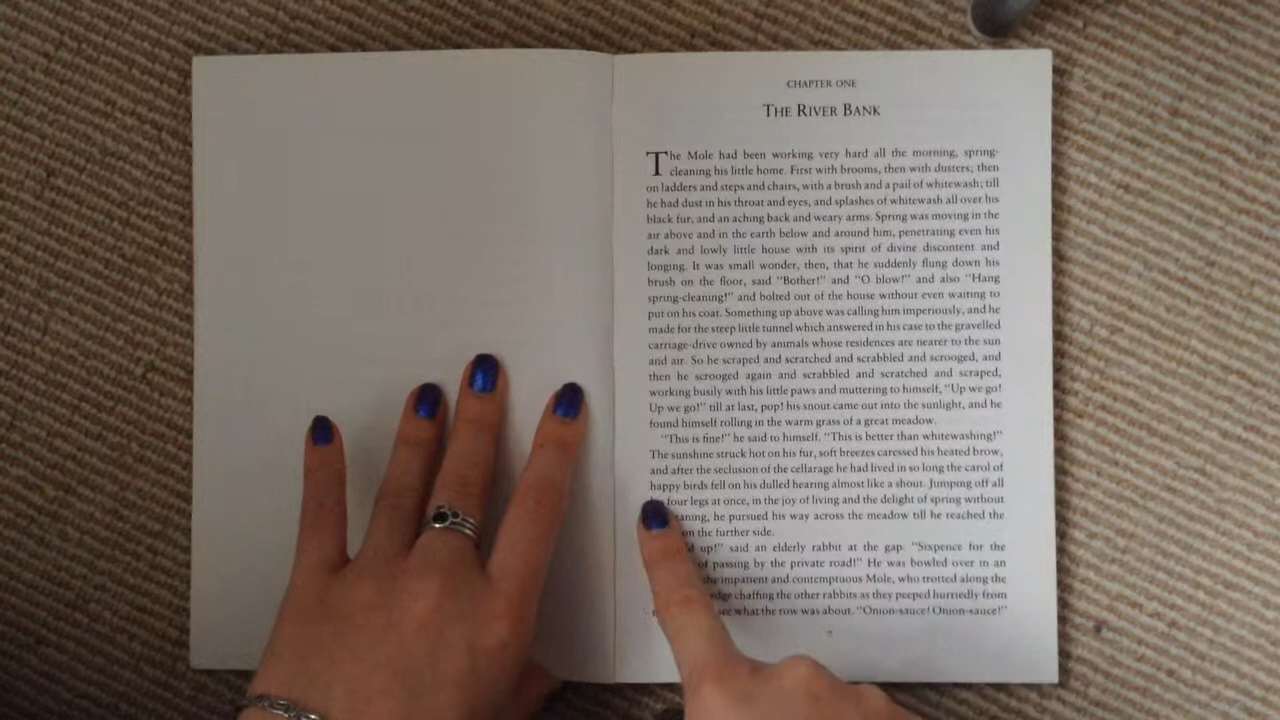 CHAPTER ONE
THE RIVER BANK
The Mole had been working very hard all the morning, spring-
cleaning his little home. First with brooms, then with dusters; then
on ladders and steps and chairs, with a brush and a pail of whitewash; till
he had dust in his throat and eyes, and splashes of whitewash all over his
black fur, and an aching back and weary arms. Spring was moving in the
air above and in the earth below and around him, penetrating even his
dark and lowly little house with its spirit of divine discontent and
longing. It was small wonder, then, that he suddenly flung down his
brush on the floor, said "Bother!" and "O blow!" and also "Hang
spring-cleaning!" and bolted out of the house without even waiting to
put on his coat. Something up above was calling him imperiously, and he
made for the steep little tunnel which answered in his case to the gravelled
carriage-drive owned by animals whose residences are nearer to the sun
and air. So he scraped and scratched and scrabbled and scrooged, and
then he scrooged again and scrabbled and scratched and scraped,
working busily with his little paws and muttering to himself, "Up we go!
Up we go!" till at last, pop! his snout came out into the sunlight, and he
found himself rolling in the warm grass of a great meadow.
"This is fine!" he said to himself. "This is better than whitewashing!"
The sunshine struck hot on his fur, soft breezes caressed his heated brow,
and after the seclusion of the cellarage he had lived in so long the carol of
happy birds fell on his dulled hearing almost like a shout. Jumping off all
four legs at once, in the joy of living and the delight of spring without
he pursued his way across the meadow till he reached the
on the further side.
up!" said an elderly rabbit at the gap. "Sixpence for the
of passing by the private road!" He was bowled over in an
the impatient and contemptuous Mole, who trotted along the
chaffing the other rabbits as they peeped hurriedly from
see what the row was about. "Onion-sauce! Onion-sauce!"
7